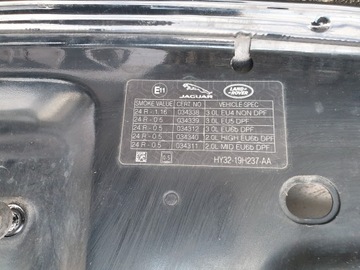 E11
JAGUAR
LAND
ROVER
SMOKE VALUE CERT. NO. VEHICLE SPEC
24 R - 1.16 034338 3.0L EU4 NON DPF
24 R - 0.5 034339 3.0L EU5 DPF
24 R - 0.5 034312 3.0L EU6b DPF
24 R - 0.5 034340 2.0L HIGH EU6b DPF
24 R - 0.5 034311 2.0L MID EU6b DPF
HY32-19H237-AA